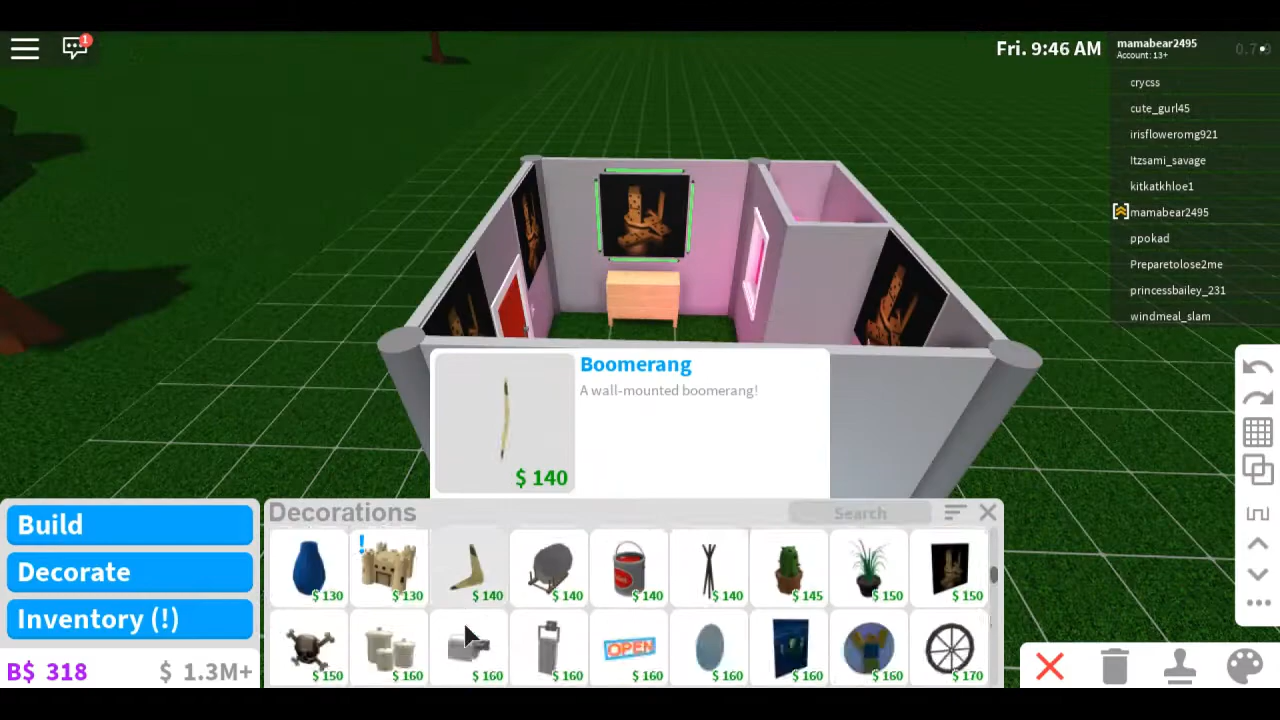 1
Fri. 9:46 AM
mamabear2495
Account: 13+
crycss
cute_gurl45
irisfloweromg921
Itzsami_savage
kitkatkhloe1
mamabear2495
ppokad
Preparetolose2me
princessbailey_231
windmeal_slam
Boomerang
A wall-mounted boomerang!
$ 140
Build
Decorate
Inventory (!)
B$ 318
$ 1.3M+
Decorations
Search
!
$ 130
$ 130
$ 140
$ 140
$ 140
$ 140
$ 145
$ 150
$ 150
$ 150
$ 160
$ 160
$ 160
OPEN
$ 160
$ 160
$ 160
$ 160
$ 170